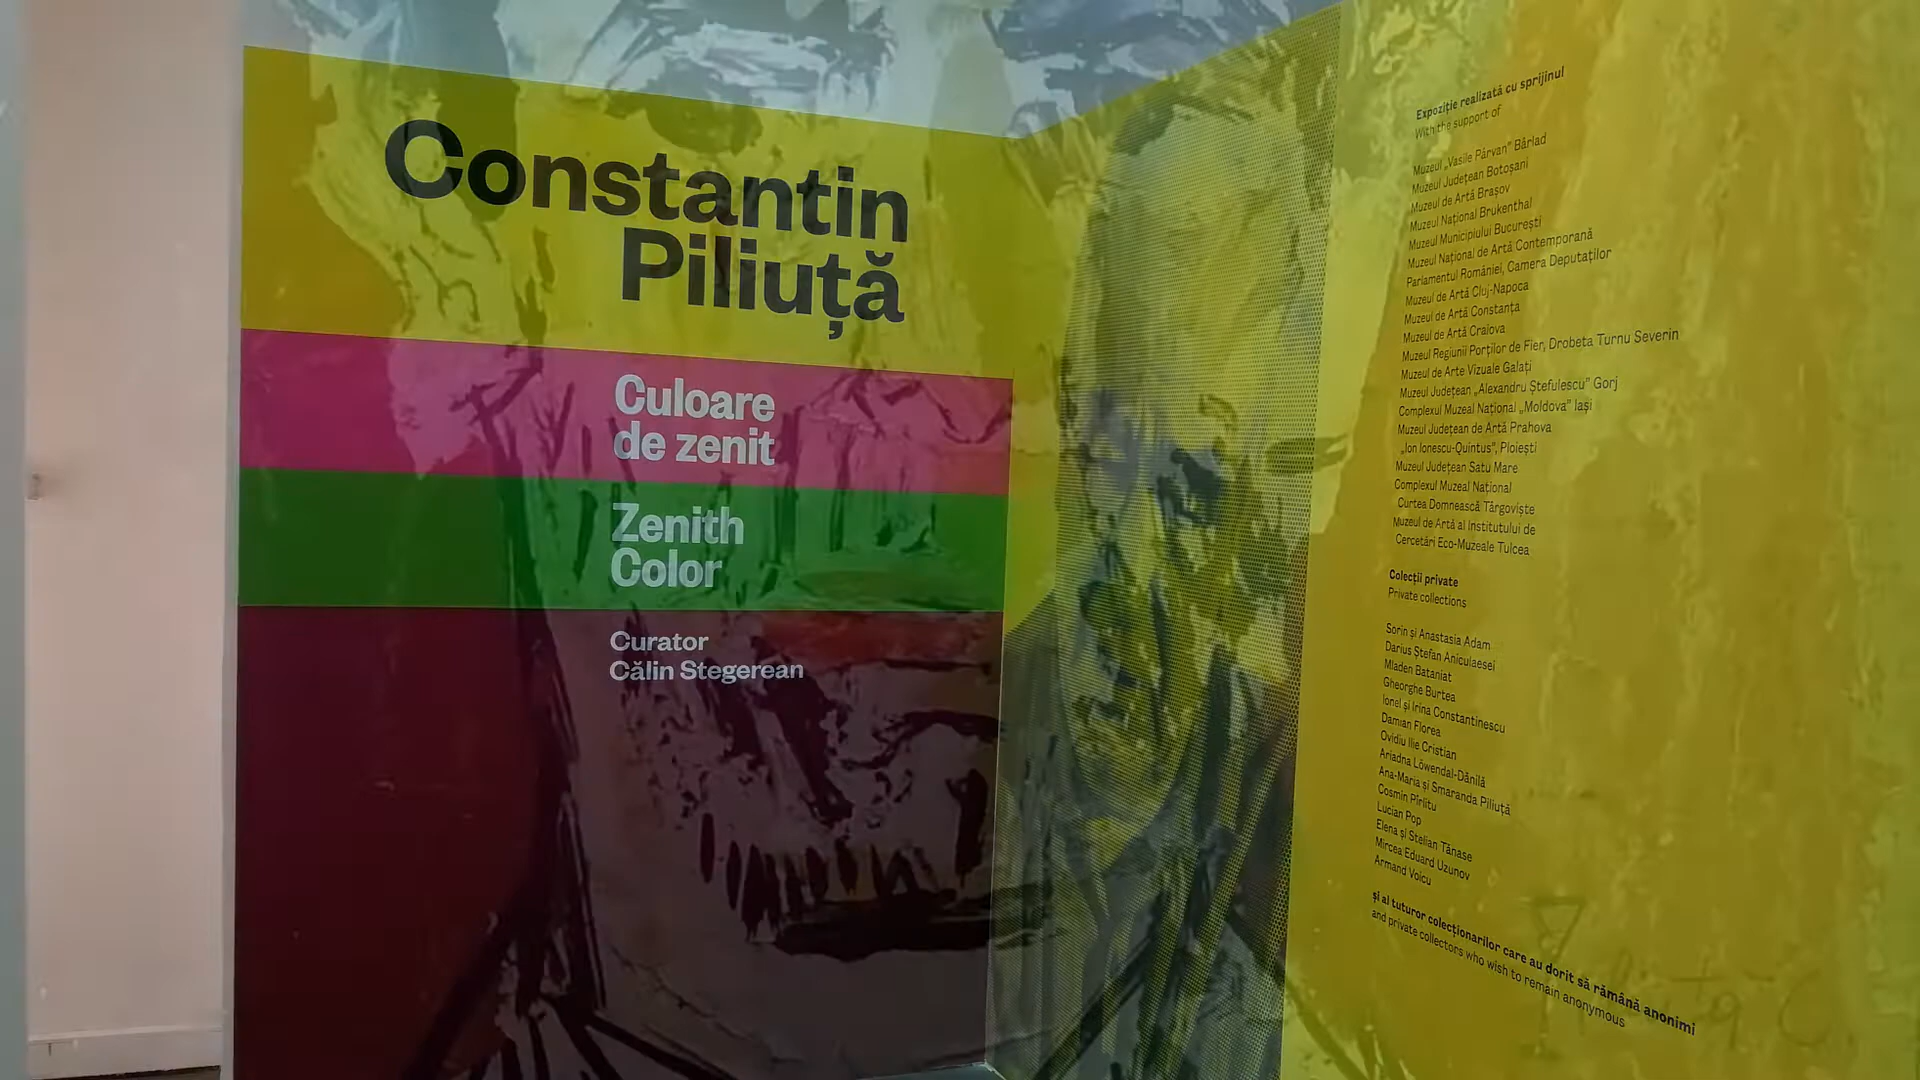 Constantin
Piliuță
Culoare
de zenit
Zenith
Color
Curator
Călin Stegerean
Expoziție realizată cu sprijinul
With the support of
Muzeul „Vasile Pârvan” Bârlad
Muzeul Județean Botoșani
Muzeul de Artă Brașov
Muzeul Național Brukenthal
Muzeul Municipiului București
Muzeul Național de Artă Contemporană
Parlamentul României, Camera Deputaților
Muzeul de Artă Cluj-Napoca
Muzeul de Artă Constanța
Muzeul de Artă Craiova
Muzeul Regiunii Porților de Fier, Drobeta Turnu Severin
Muzeul de Arte Vizuale Galați
Muzeul Județean „Alexandru Ștefulescu” Gorj
Complexul Muzeal Național „Moldova” Iași
Muzeul Județean de Artă Prahova
„Ion Ionescu-Quintus”, Ploiești
Muzeul Județean Satu Mare
Complexul Muzeal Național
Curtea Domnească Târgoviște
Muzeul de Artă al Institutului de
Cercetări Eco-Muzeale Tulcea
Colecții private
Private collections
Sorin și Anastasia Adam
Darius Ștefan Aniculaesei
Mladen Bataniat
Gheorghe Burtea
Ionel și Irina Constantinescu
Damian Florea
Ovidiu Ilie Cristian
Ariadna Löwendal-Dănilă
Ana-Maria și Smaranda Piliuță
Cosmin Pîrlitu
Lucian Pop
Elena și Stelian Tănase
Mircea Eduard Uzunov
Armand Voicu
și al tuturor colecționarilor care au dorit să rămână anonimi
and private collectors who wish to remain anonymous